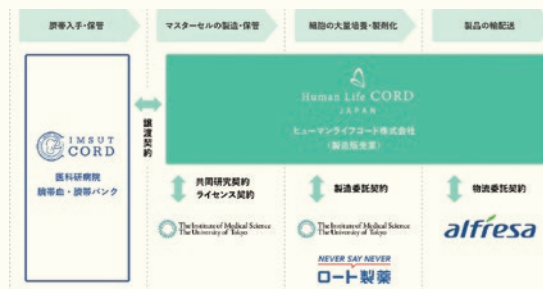 臍帯入手・保管
マスターセルの製造・保管
細胞の大量培養・製剤化
製品の輸配送
IMSUT
CORD
医科研病院
臍帯血・臍帯バンク
譲渡契約
Human Life CORD
JAPAN
ヒューマンライフコード株式会社
(製造販売業)
共同研究契約
ライセンス契約
The Institute of Medical Science
The University of Tokyo
製造委託契約
The Institute of Medical Science
The University of Tokyo
NEVER SAY NEVER
ロート製薬
物流委託契約
alfresa